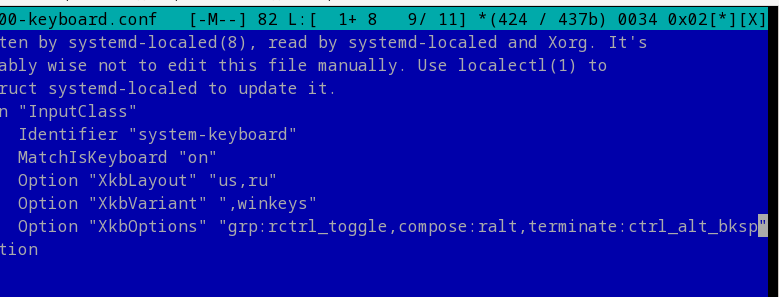 00-keyboard.conf   [-M--] 82 L:[  1+ 8   9/ 11] *(424 / 437b) 0034 0x02[*][X]
ten by systemd-localed(8), read by systemd-localed and Xorg. It's
ably wise not to edit this file manually. Use localectl(1) to
ruct systemd-localed to update it.
n "InputClass"
Identifier "system-keyboard"
MatchIsKeyboard "on"
Option "XkbLayout" "us,ru"
Option "XkbVariant" ",winkeys"
Option "XkbOptions" "grp:rctrl_toggle,compose:ralt,terminate:ctrl_alt_bksp"
tion